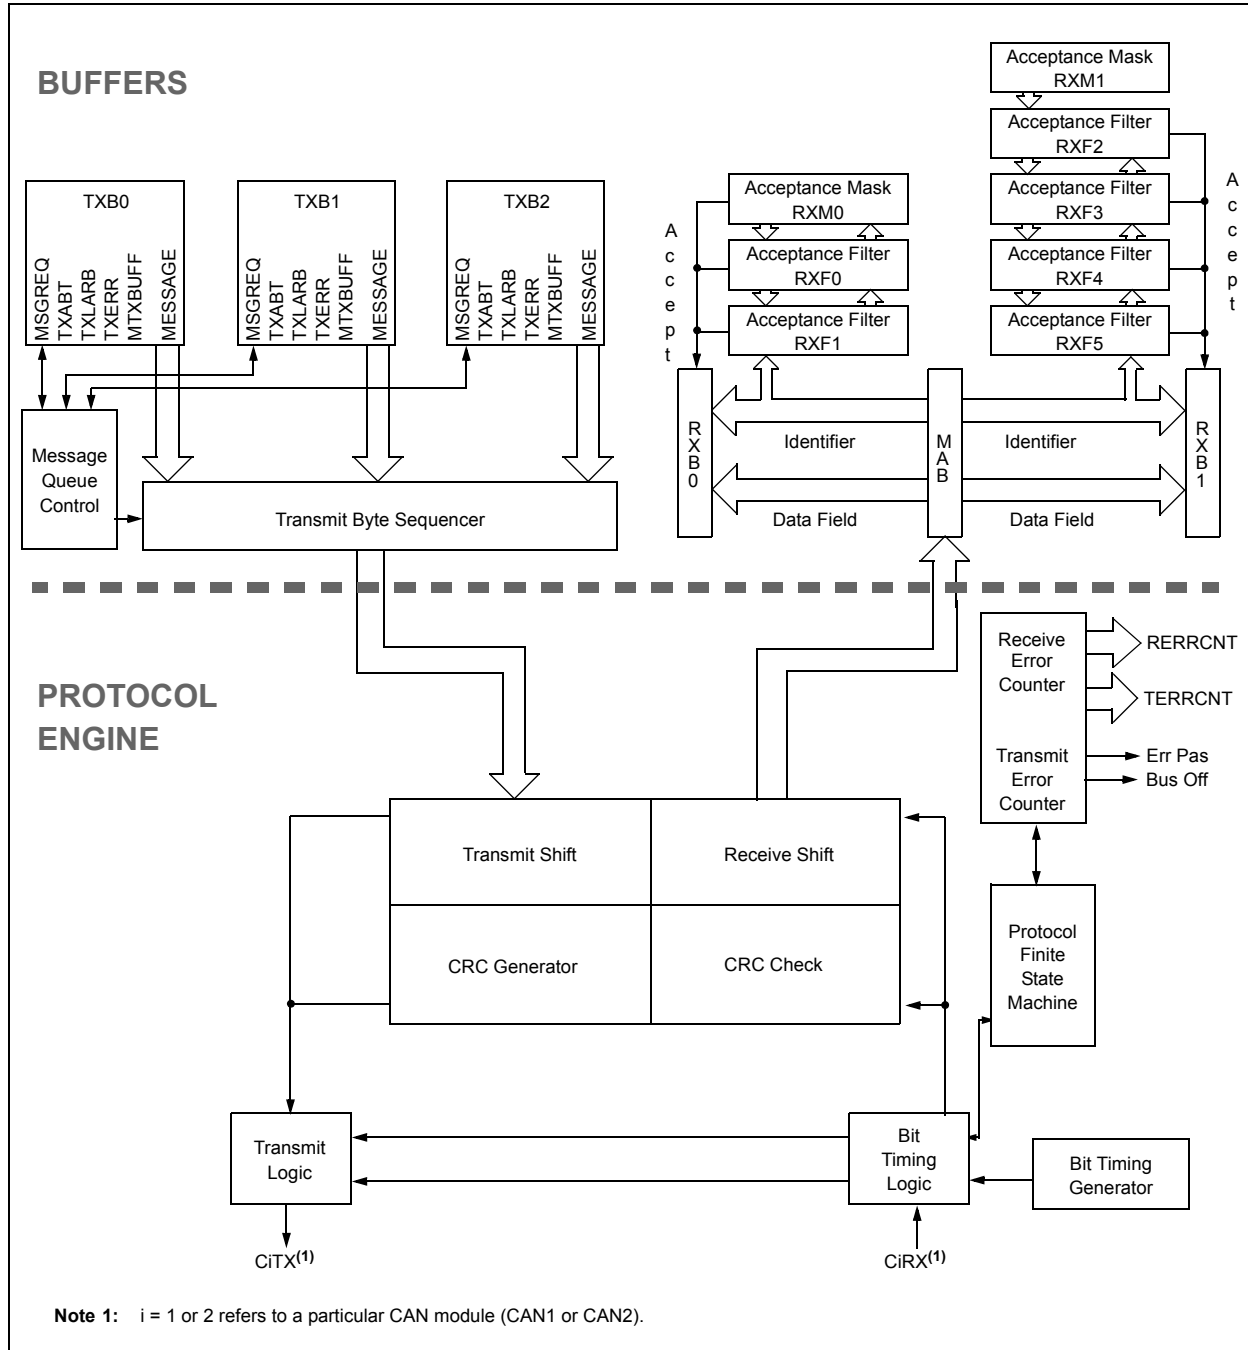 BUFFERS
Acceptance Mask
RXM1
Acceptance Filter
RXF2
Acceptance Filter
RXF3
Acceptance Filter
RXF4
Acceptance Filter
RXF5
Accept
Acceptance Mask
RXM0
Acceptance Filter
RXF0
Acceptance Filter
RXF1
Accept
TXB0
MSGREQ
TXABT
TXLARB
TXERR
MTXBUFF
MESSAGE
TXB1
MSGREQ
TXABT
TXLARB
TXERR
MTXBUFF
MESSAGE
TXB2
MSGREQ
TXABT
TXLARB
TXERR
MTXBUFF
MESSAGE
Message
Queue
Control
Transmit Byte Sequencer
RXB0
Identifier
Data Field
MAB
Identifier
Data Field
RXB1
PROTOCOL
ENGINE
Receive
Error
Counter
Transmit
Error
Counter
RERRCNT
TERRCNT
Err Pas
Bus Off
Transmit Shift
Receive Shift
CRC Generator
CRC Check
Protocol
Finite
State
Machine
Transmit
Logic
Bit
Timing
Logic
Bit Timing
Generator
CiTX(1)
CiRX(1)
Note 1: i = 1 or 2 refers to a particular CAN module (CAN1 or CAN2).